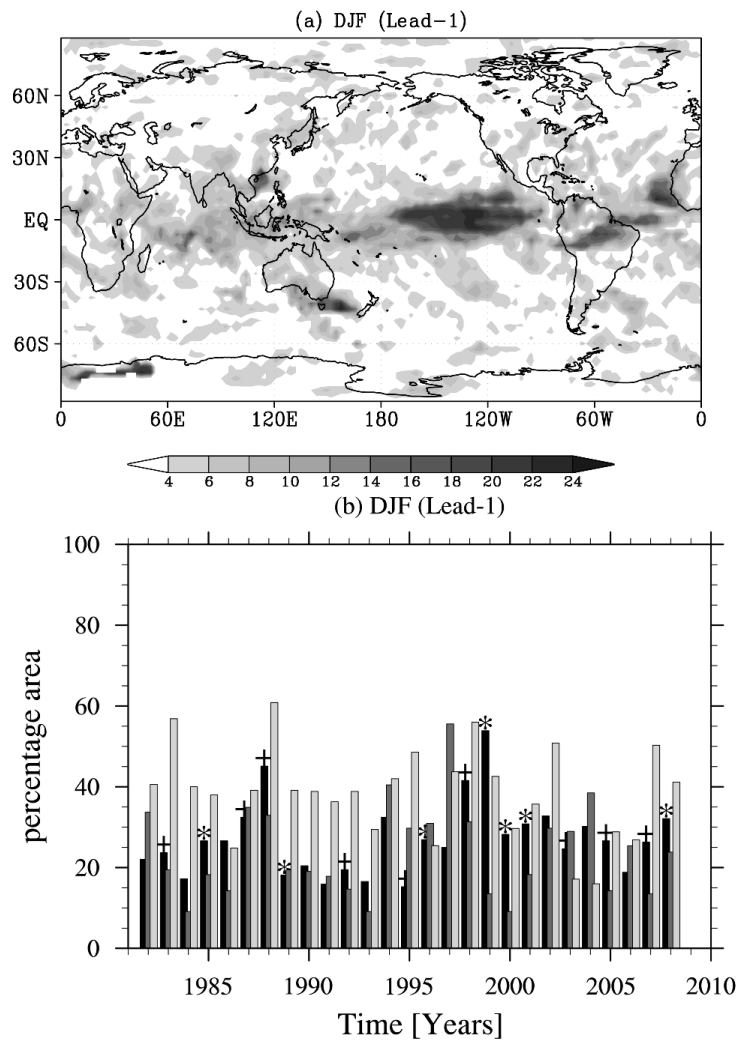 (a) DJF (Lead-1)
60N
30N
EQ
30S
60S
0 60E 120E 180 120W 60W 0
4 6 8 10 12 14 16 18 20 22 24
(b) DJF (Lead-1)
100
80
60
40
20
0
percentage area
1985 1990 1995 2000 2005 2010
Time [Years]